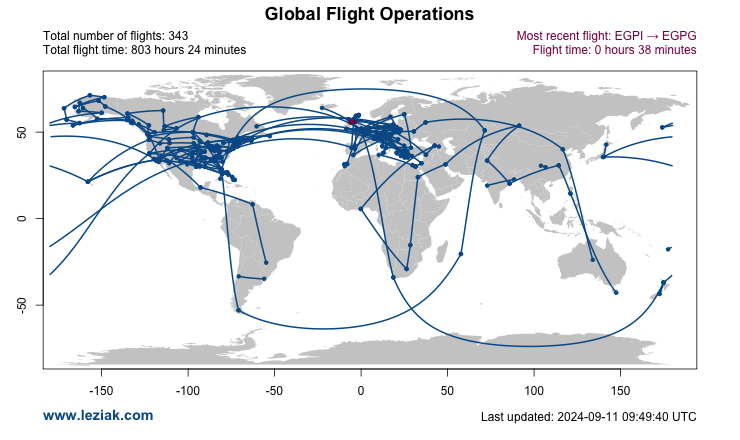 Global Flight Operations
Total number of flights: 343
Most recent flight: EGPI → EGPG
Total flight time: 803 hours 24 minutes
Flight time: 0 hours 38 minutes
50
0
-50
-150
-100
-50
0
50
100
150
www.leziak.com
Last updated: 2024-09-11 09:49:40 UTC